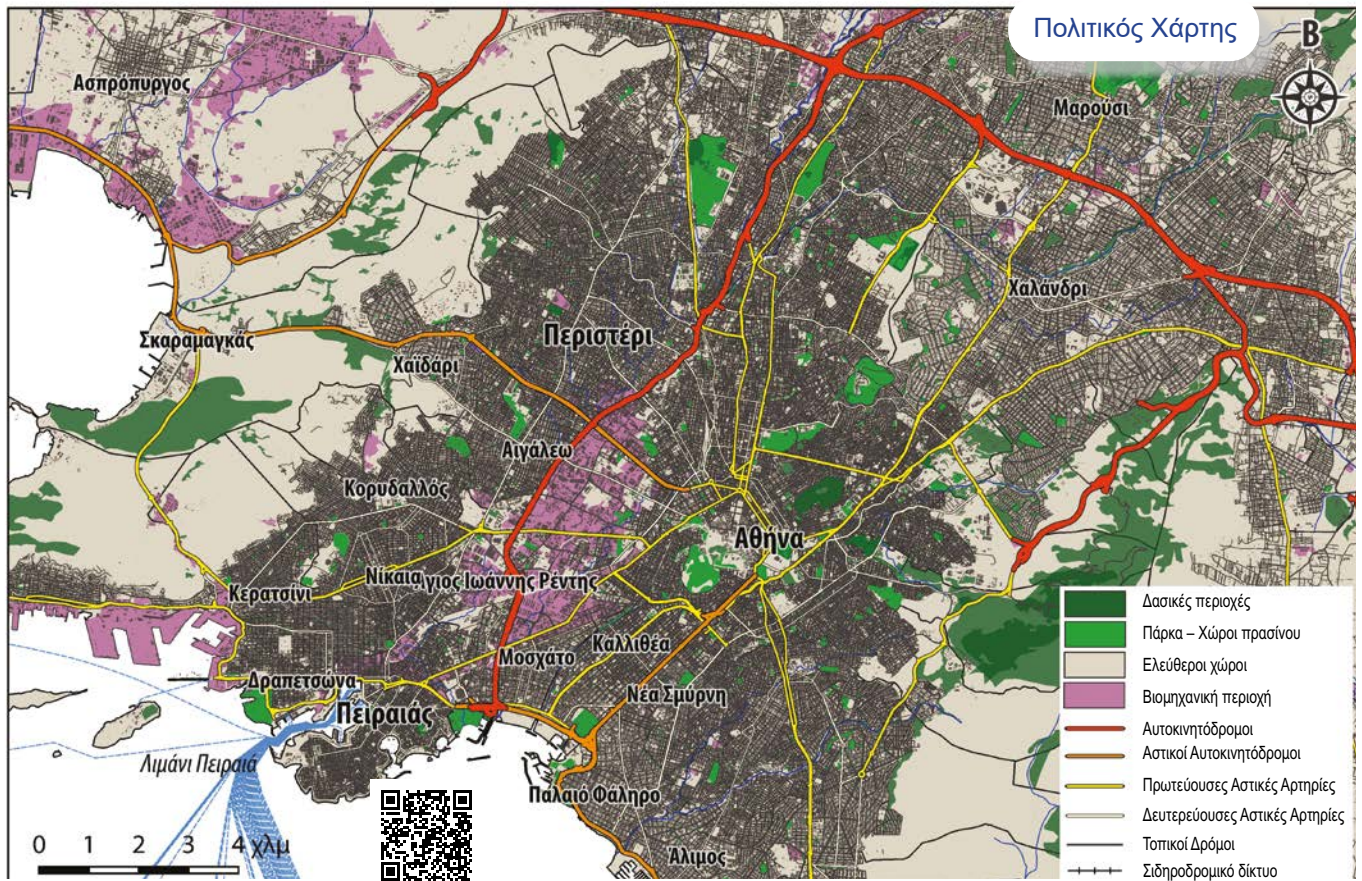 Πολιτικός Χάρτης
Β
Ασπρόπυργος
Μαρούσι
Χαλάνδρι
Σκαραμαγκάς
Περιστέρι
Χαϊδάρι
Αιγάλεω
Κορυδαλλός
Αθήνα
Νίκαια
γιος Ιωάννης Ρέντης
Κερατσίνι
Καλλιθέα
Μοσχάτο
Δραπετσώνα
Νέα Σμύρνη
Πειραιάς
Λιμάνι Πειραιά
Παλαιό Φάληρο
Άλιμος
0 1 2 3 4 χλμ
Δασικές περιοχές
Πάρκα – Χώροι πρασίνου
Ελεύθεροι χώροι
Βιομηχανική περιοχή
Αυτοκινητόδρομοι
Αστικοί Αυτοκινητόδρομοι
Πρωτεύουσες Αστικές Αρτηρίες
Δευτερεύουσες Αστικές Αρτηρίες
Τοπικοί Δρόμοι
Σιδηροδρομικό δίκτυο